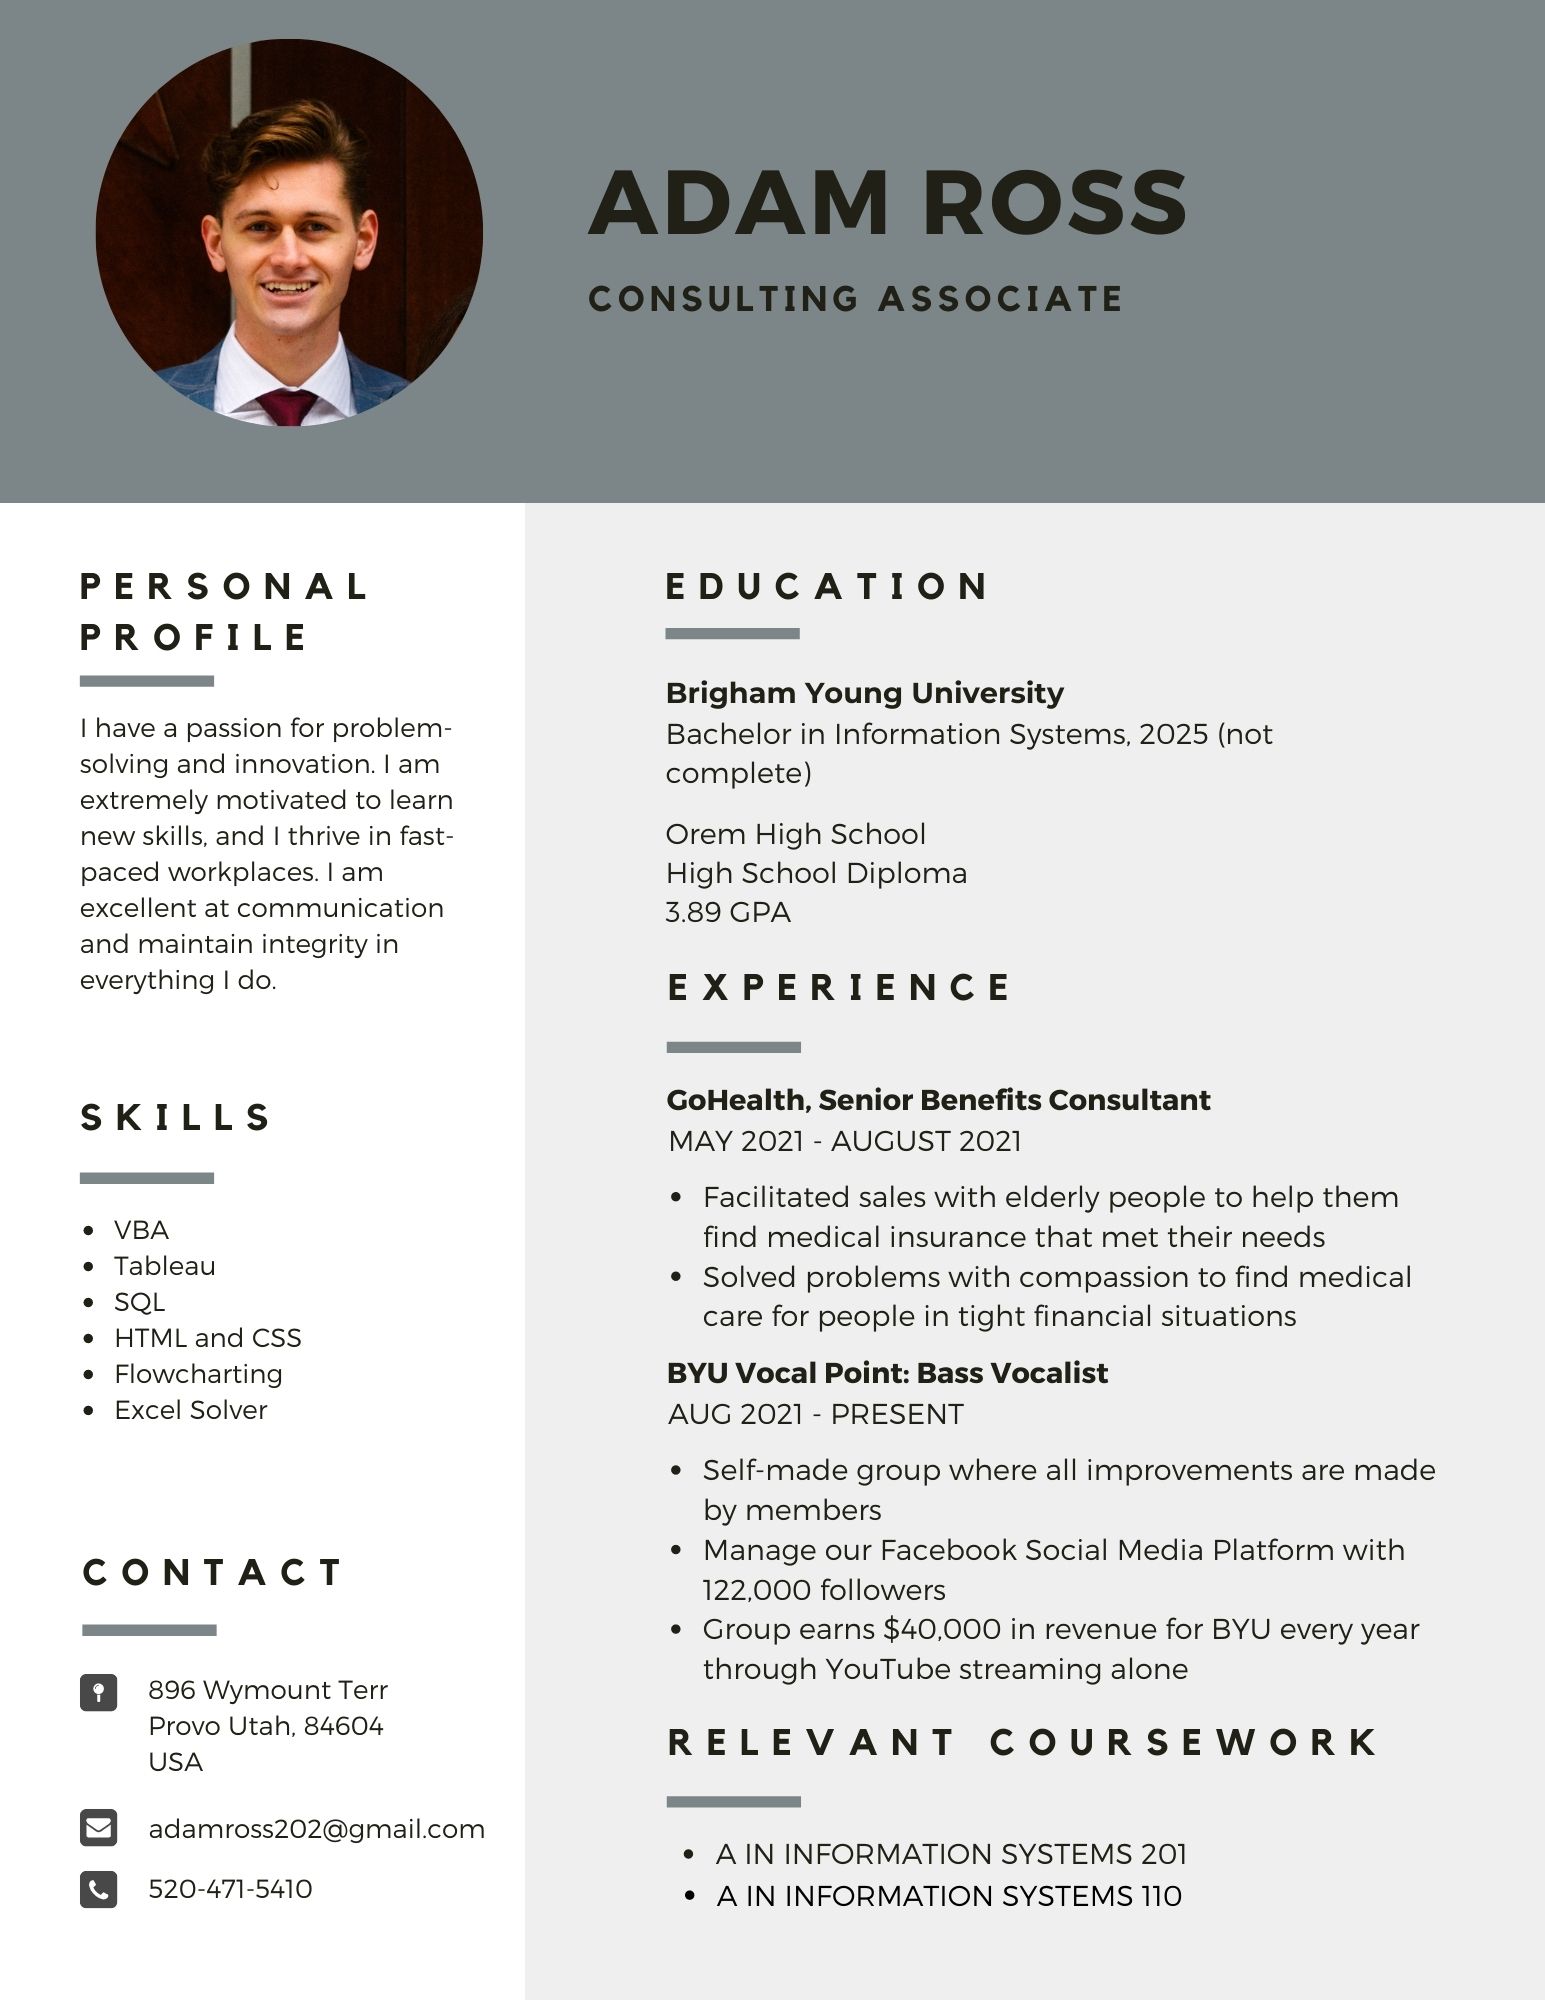 ADAM ROSS
CONSULTING ASSOCIATE
PERSONAL
PROFILE
I have a passion for problem-
solving and innovation. I am
extremely motivated to learn
new skills, and I thrive in fast-
paced workplaces. I am
excellent at communication
and maintain integrity in
everything I do.
SKILLS
• VBA
• Tableau
• SQL
• HTML and CSS
• Flowcharting
• Excel Solver
CONTACT
896 Wymount Terr
Provo Utah, 84604
USA
adamross202@gmail.com
520-471-5410
EDUCATION
Brigham Young University
Bachelor in Information Systems, 2025 (not
complete)
Orem High School
High School Diploma
3.89 GPA
EXPERIENCE
GoHealth, Senior Benefits Consultant
MAY 2021 - AUGUST 2021
• Facilitated sales with elderly people to help them
find medical insurance that met their needs
• Solved problems with compassion to find medical
care for people in tight financial situations
BYU Vocal Point: Bass Vocalist
AUG 2021 - PRESENT
• Self-made group where all improvements are made
by members
• Manage our Facebook Social Media Platform with
122,000 followers
• Group earns $40,000 in revenue for BYU every year
through YouTube streaming alone
RELEVANT COURSEWORK
• A IN INFORMATION SYSTEMS 201
• A IN INFORMATION SYSTEMS 110